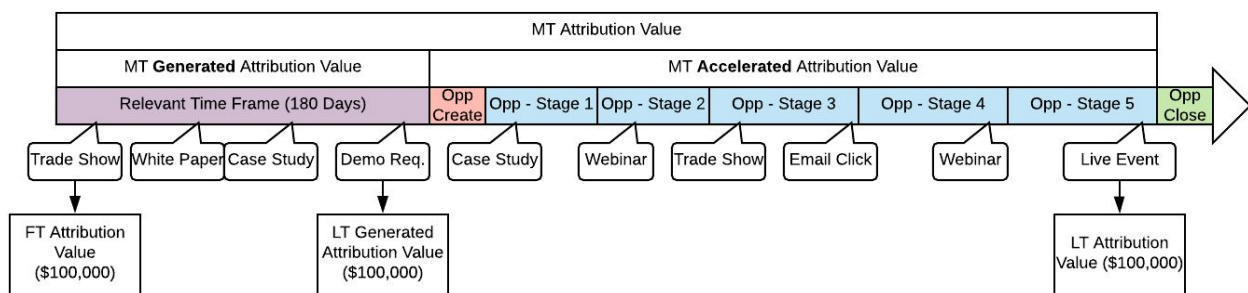 MT Attribution Value
MT Generated Attribution Value
MT Accelerated Attribution Value
Relevant Time Frame (180 Days)
Opp
Create
Opp - Stage 1
Opp - Stage 2
Opp - Stage 3
Opp - Stage 4
Opp - Stage 5
Opp
Close
Trade Show
White Paper
Case Study
Demo Req.
Case Study
Webinar
Trade Show
Email Click
Webinar
Live Event
FT Attribution
Value
($100,000)
LT Generated
Attribution Value
($100,000)
LT Attribution
Value ($100,000)